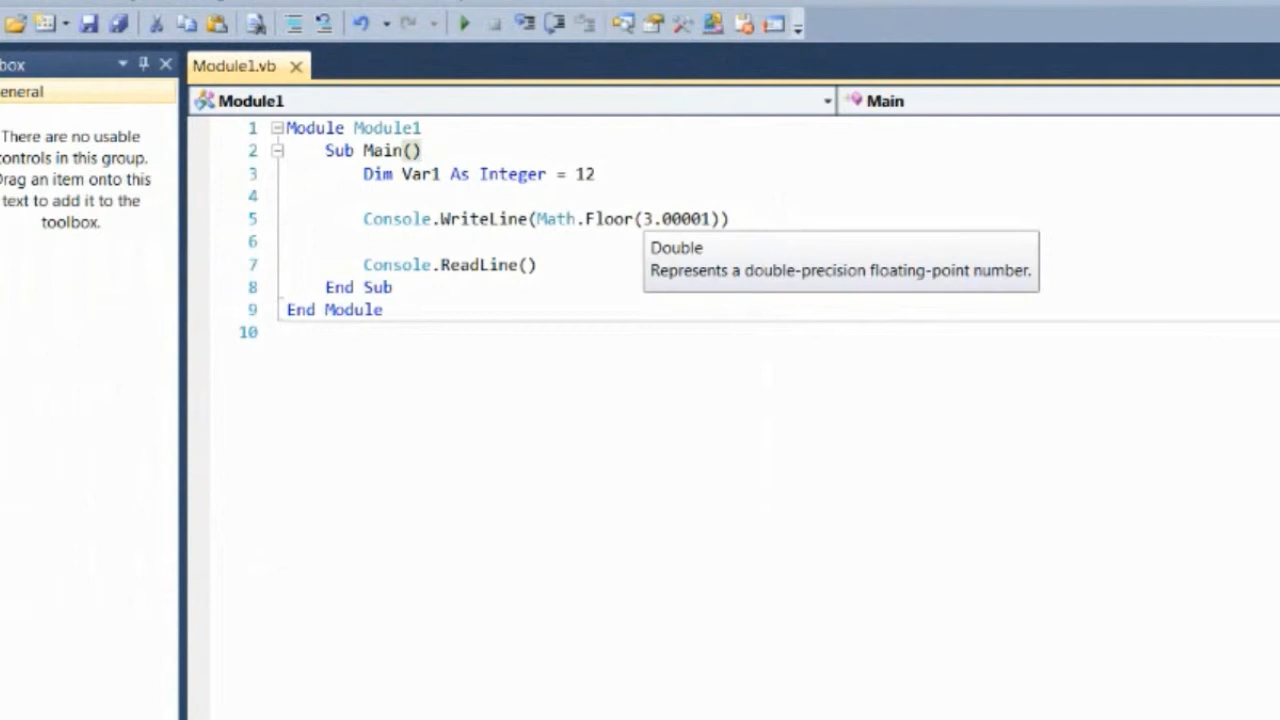 box
eneral
There are no usable
controls in this group.
Drag an item onto this
text to add it to the
toolbox.
Module1.vb
Module1
Main
1 Module Module1
2 Sub Main()
3 Dim Var1 As Integer = 12
4
5 Console.WriteLine(Math.Floor(3.00001))
6
7 Console.ReadLine()
8 End Sub
9 End Module
10
Double
Represents a double-precision floating-point number.